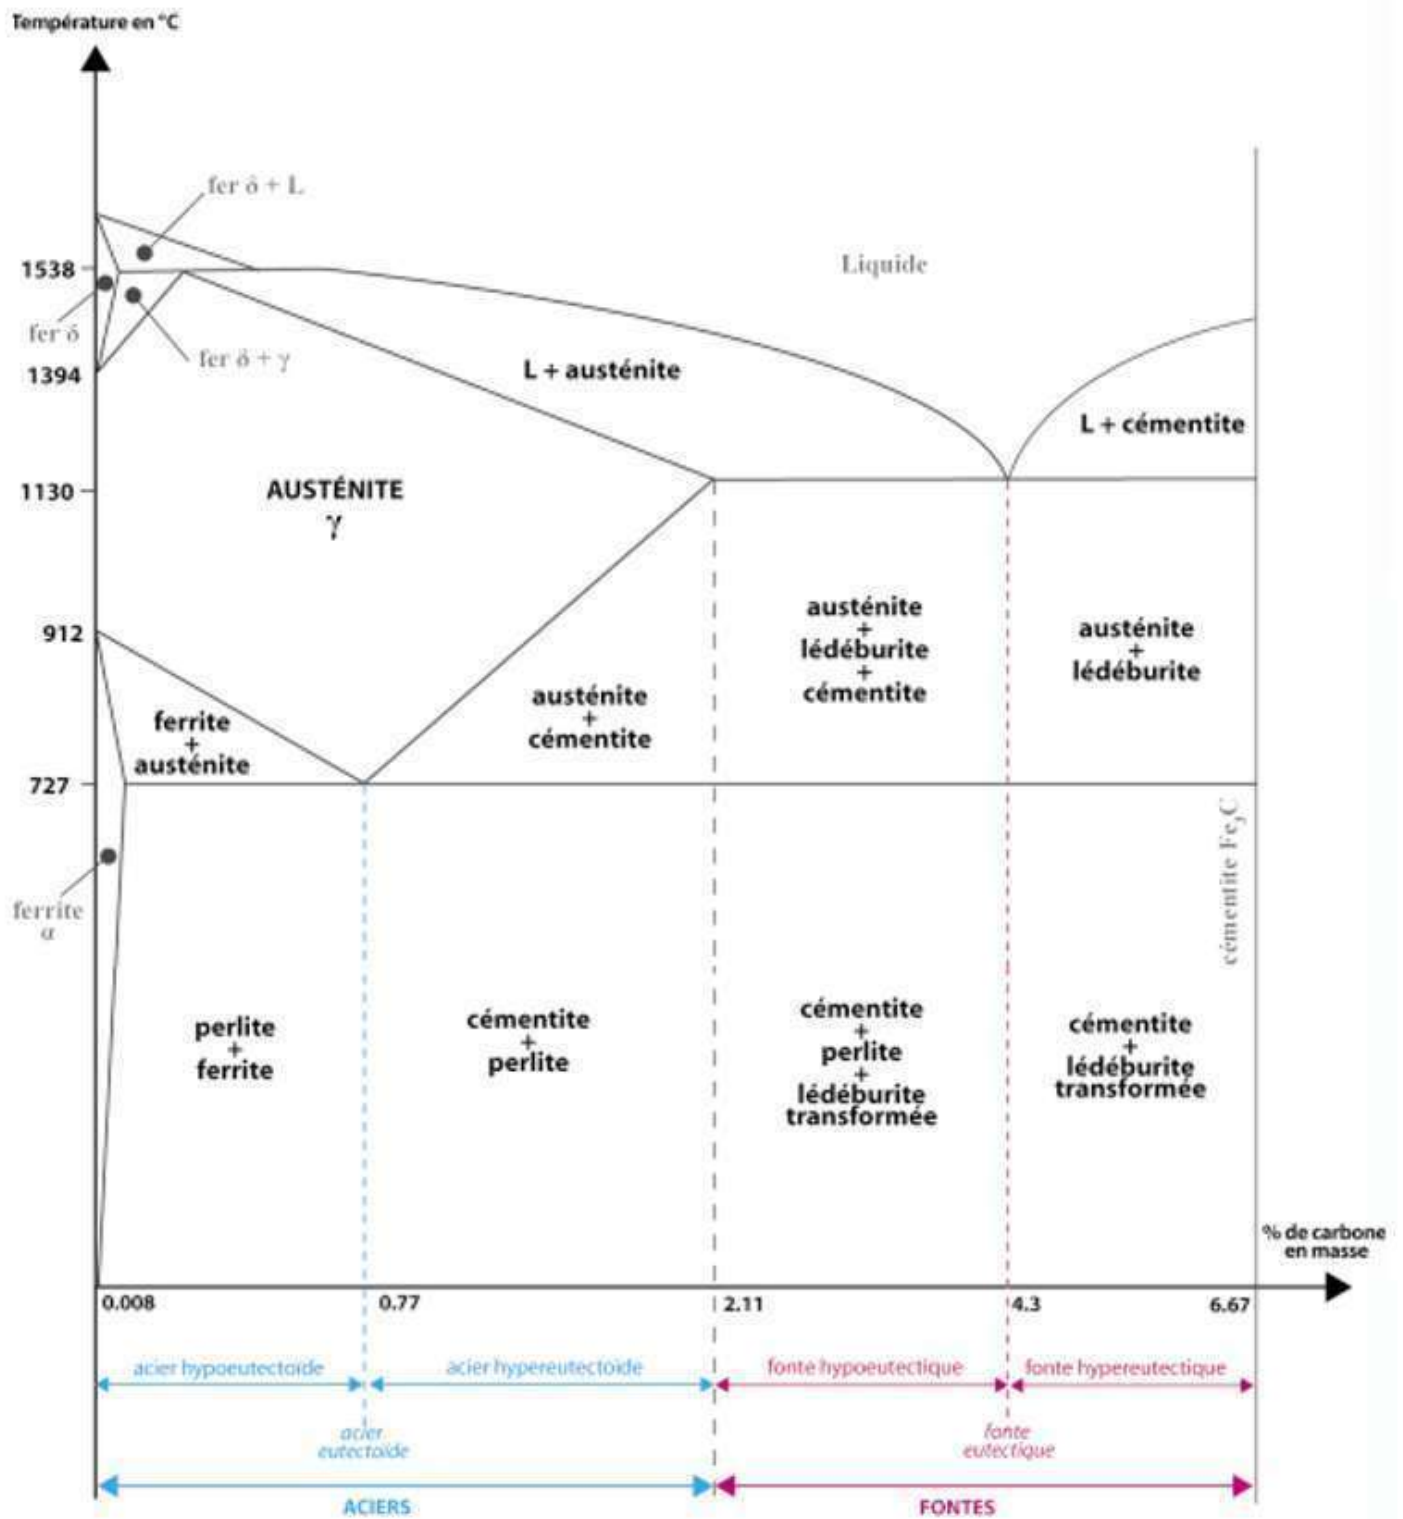 Température en °C
fer δ + L
1538
Liquide
fer δ
fer δ + γ
1394
L + austénite
L + cémentite
1130
AUSTÉNITE
γ
austénite
+
lédéburite
+
cémentite
austénite
+
lédéburite
912
ferrite
+
austénite
austénite
+
cémentite
727
cémentite Fe₃C
ferrite
α
perlite
+
ferrite
cémentite
+
perlite
cémentite
+
perlite
+
lédéburite
transformée
cémentite
+
lédéburite
transformée
% de carbone
en masse
0.008
0.77
2.11
4.3
6.67
acier hypoeutectoïde
acier hypereutectoïde
fonte hypoeutectique
fonte hypereutectique
acier
eutectoïde
fonte
eutectique
ACIERS
FONTES